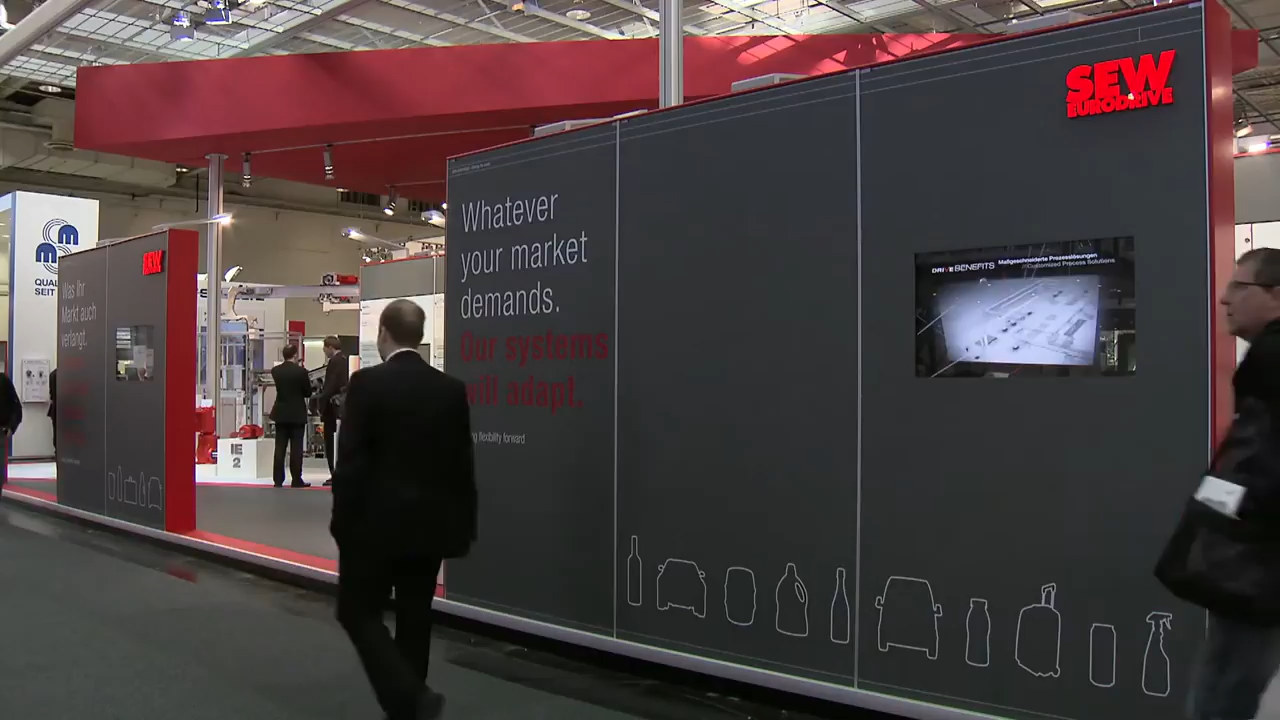 SEW
EURODRIVE
Whatever
your market
demands.
Our systems
will adapt.
flexibility forward
DRIVE BENEFITS
Maßgeschneiderte Prozesslösungen
Customized Process Solutions
SEW
Was Ihr
Markt auch
verlangt.
QUAL
SEIT
IE
2